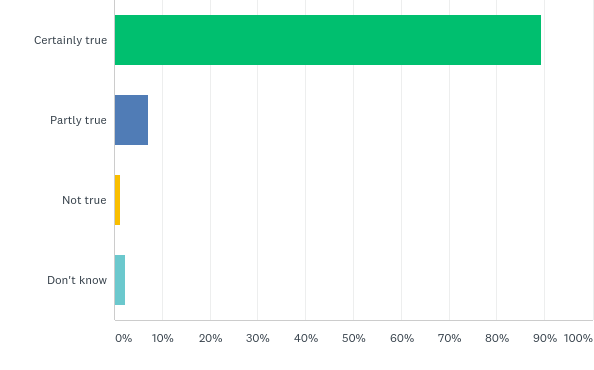 Certainly true
Partly true
Not true
Don't know
0% 10% 20% 30% 40% 50% 60% 70% 80% 90% 100%